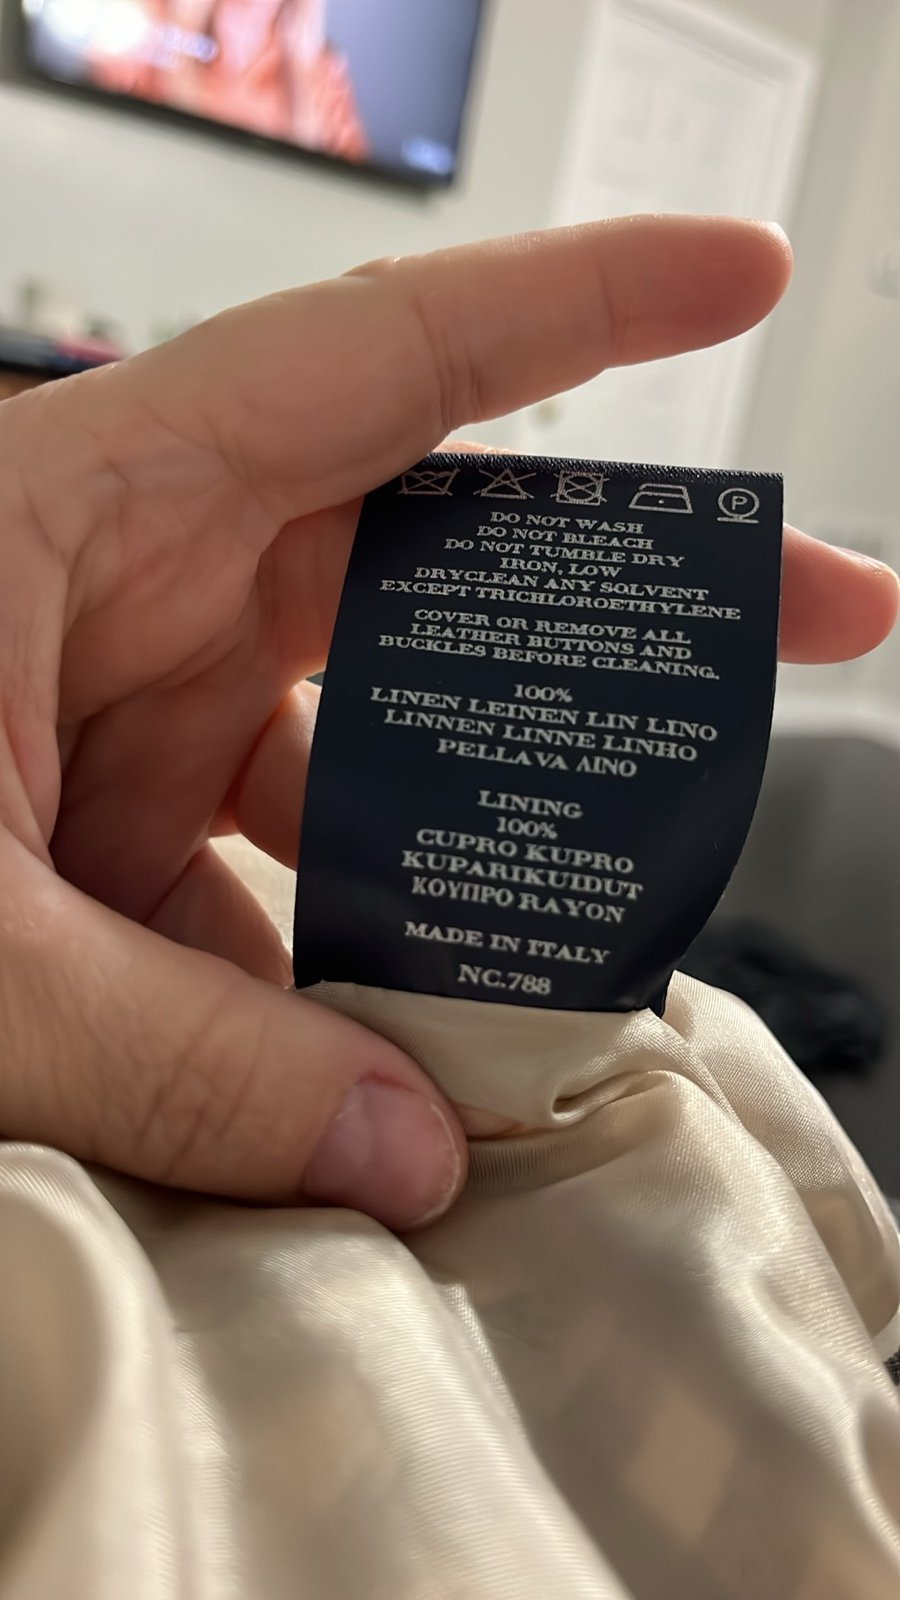 P
DO NOT WASH
DO NOT BLEACH
DO NOT TUMBLE DRY
IRON, LOW
DRYCLEAN ANY SOLVENT
EXCEPT TRICHLOROETHYLENE
COVER OR REMOVE ALL
LEATHER BUTTONS AND
BUCKLES BEFORE CLEANING.
100%
LINEN LEINEN LIN LINO
LINNEN LINNE LINHO
PELLAVA ΛΙΝΟ
LINING
100%
CUPRO KUPRO
KUPARIKUIDUT
ΚΟΥΠΡΟ RAYON
MADE IN ITALY
NC.788